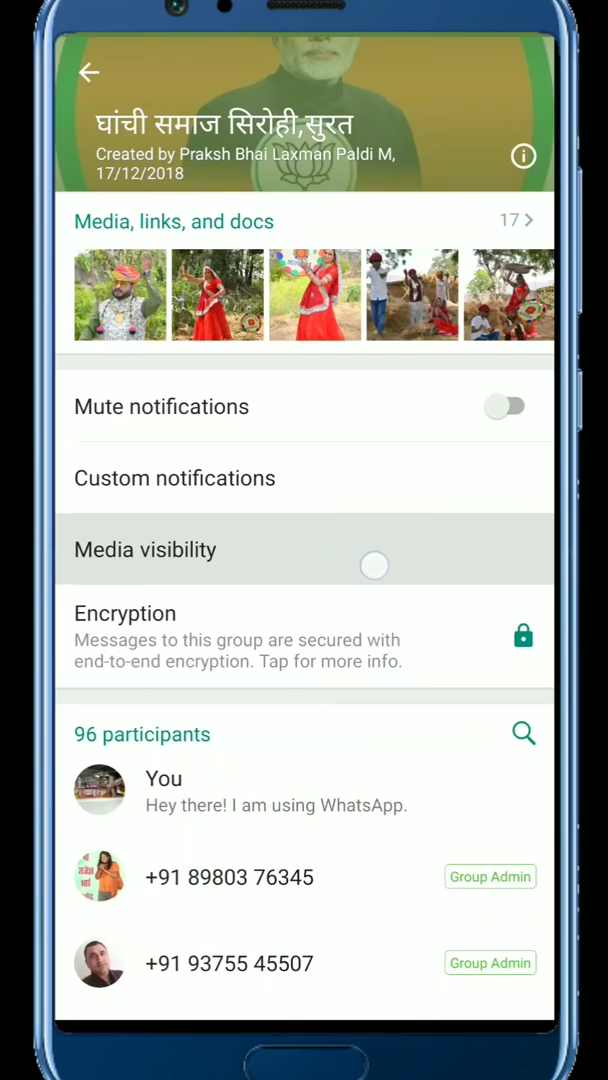 घांची समाज सिरोही,सुरत
Created by Praksh Bhai Laxman Paldi M,
17/12/2018
Media, links, and docs
17
Mute notifications
Custom notifications
Media visibility
Encryption
Messages to this group are secured with
end-to-end encryption. Tap for more info.
96 participants
You
Hey there! I am using WhatsApp.
+91 89803 76345
Group Admin
+91 93755 45507
Group Admin